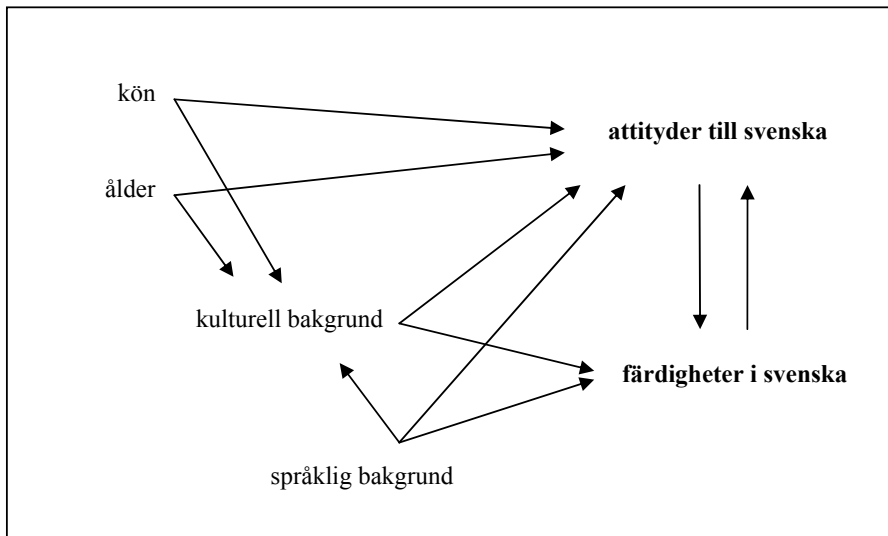 kön
attityder till svenska
ålder
kulturell bakgrund
färdigheter i svenska
språklig bakgrund